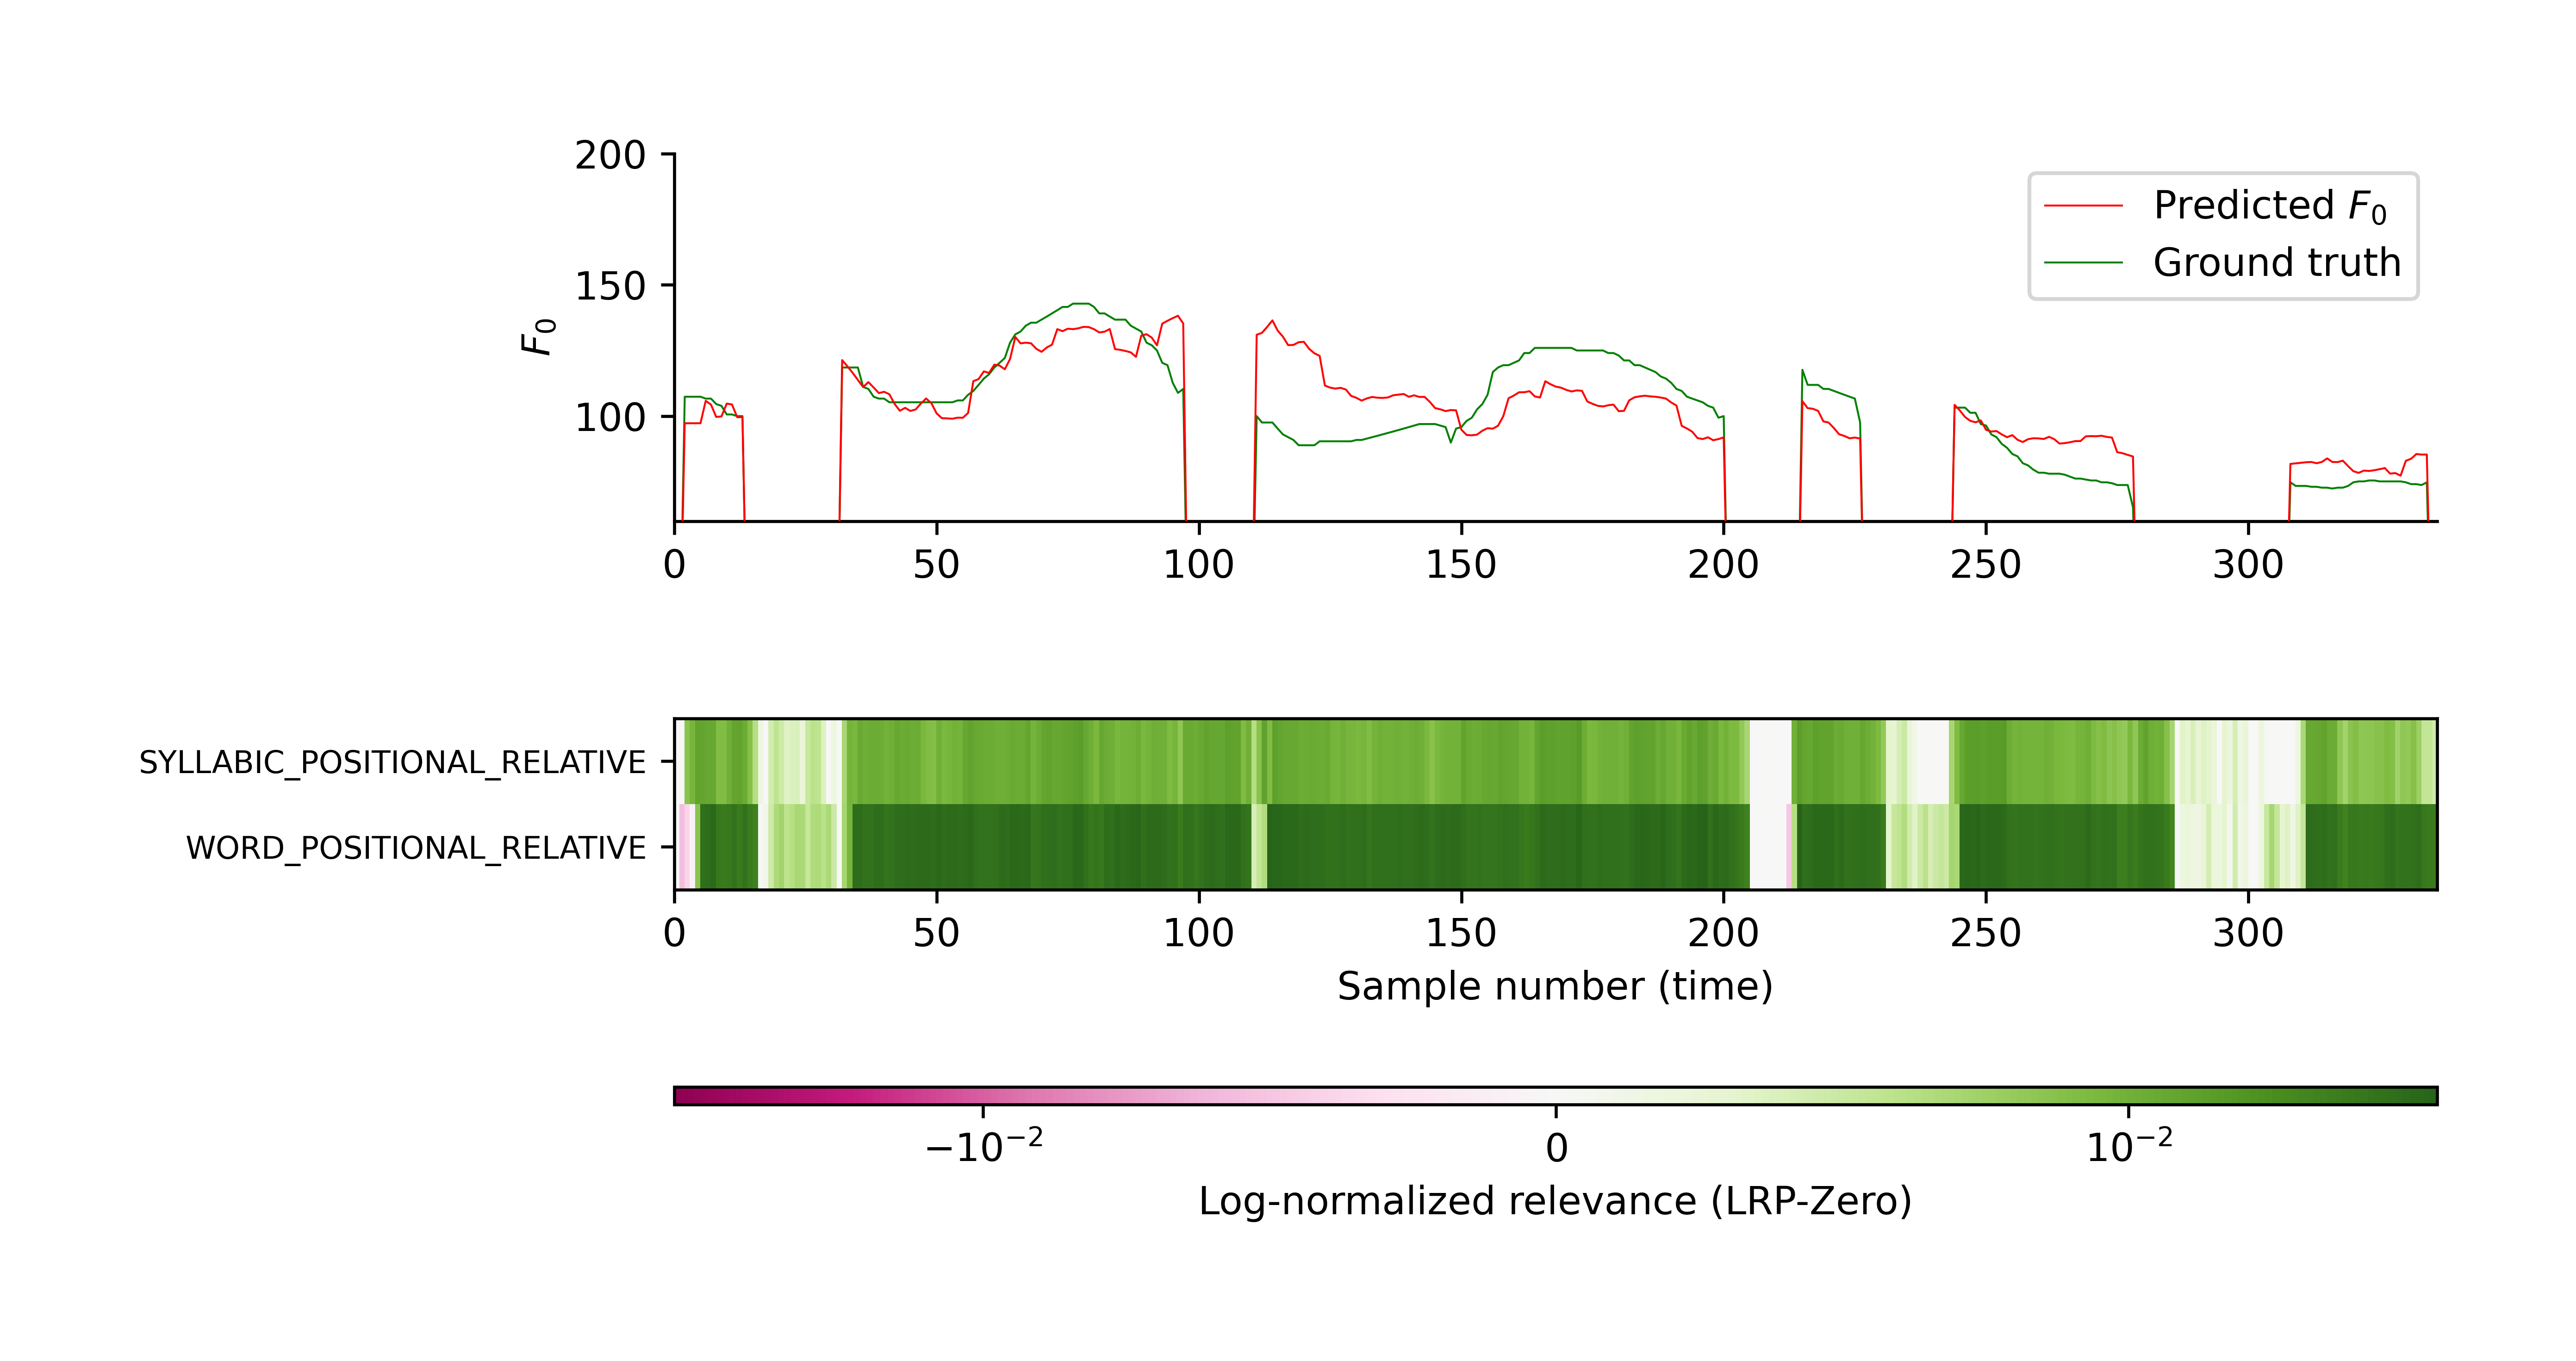 200
150
100
F₀
Predicted F₀
Ground truth
0 50 100 150 200 250 300
SYLLABIC_POSITIONAL_RELATIVE
WORD_POSITIONAL_RELATIVE
0 50 100 150 200 250 300
Sample number (time)
−10⁻² 0 10⁻²
Log-normalized relevance (LRP-Zero)